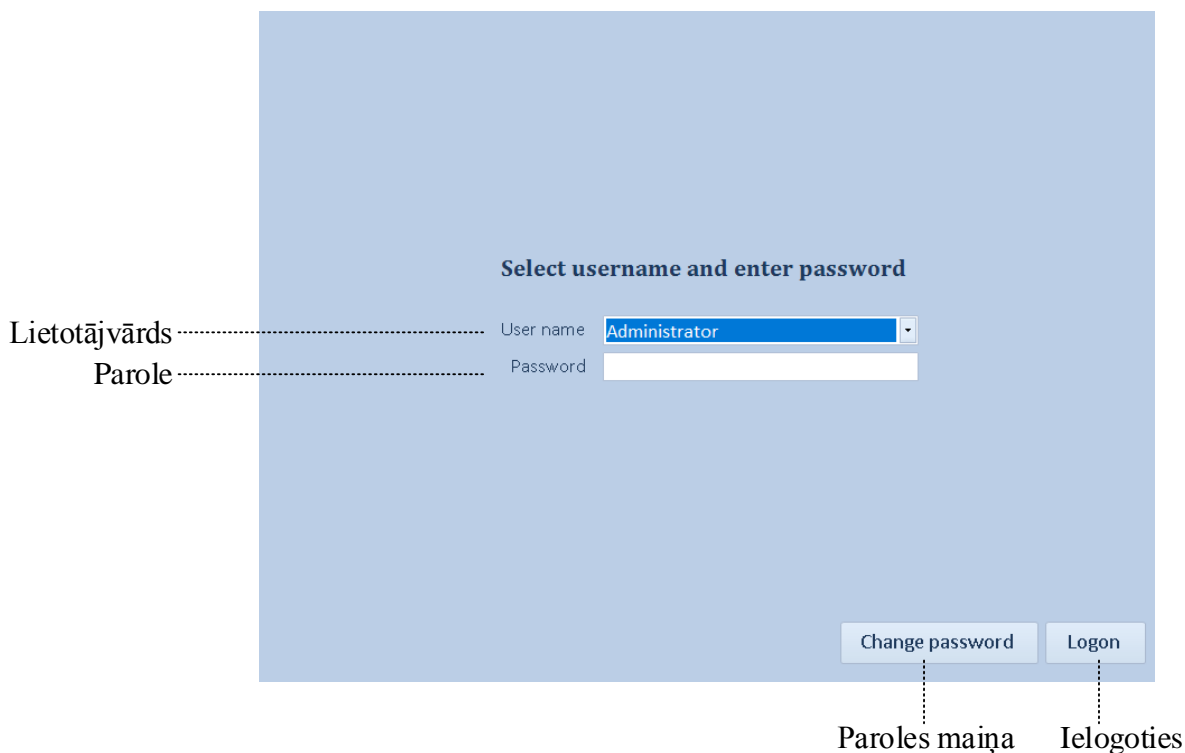 Select username and enter password
Lietotājvārds User name Administrator
Parole Password
Change password Logon
Paroles maiņa Ielogoties